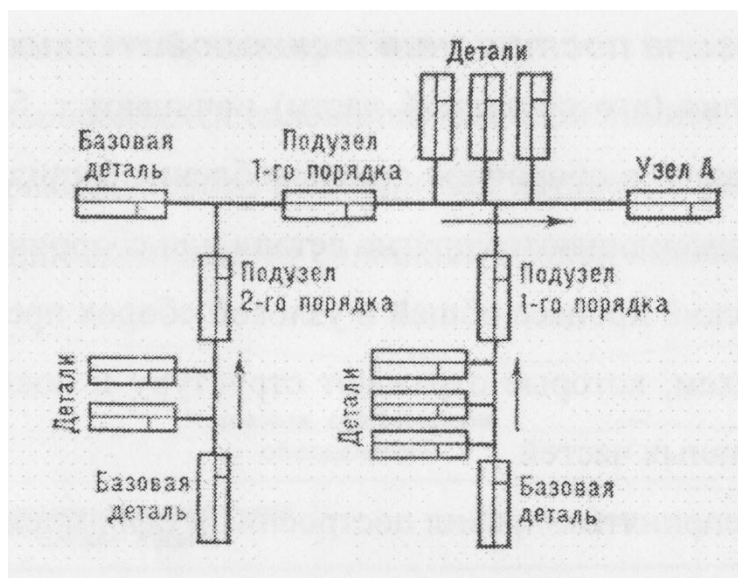 Детали
Базовая
деталь
Подузел
1-го порядка
Узел А
Подузел
2-го порядка
Подузел
1-го порядка
Детали
Детали
Базовая
деталь
Базовая
деталь